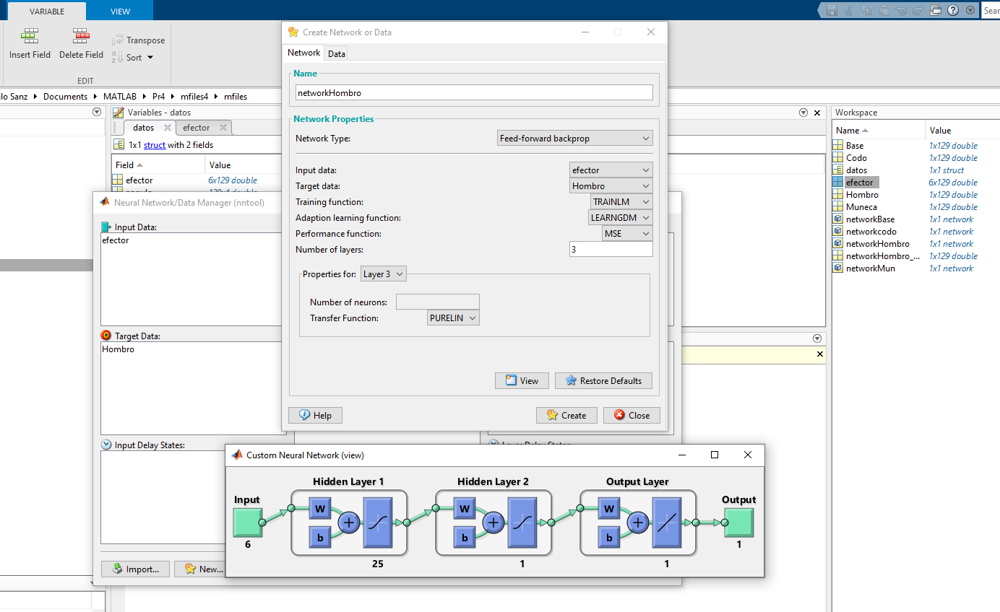 VARIABLE VIEW
Sear
Insert Field Delete Field Transpose
Sort
EDIT
lo Sanz Documents MATLAB Pr4 mfiles4 mfiles
Variables - datos
datos efector
1x1 struct with 2 fields
Field Value
efector 6x129 double
Workspace
Name Value
Base 1x129 double
Codo 1x129 double
datos 1x1 struct
efector 6x129 double
Hombro 1x129 double
Muneca 1x129 double
networkBase 1x1 network
networkcodo 1x1 network
networkHombro 1x1 network
networkHombro_... 1x129 double
networkMun 1x1 network
Create Network or Data
Network Data
Name
networkHombro
Network Properties
Network Type: Feed-forward backprop
Input data: efector
Target data: Hombro
Training function: TRAINLM
Adaption learning function: LEARNGDM
Performance function: MSE
Number of layers: 3
Properties for: Layer 3
Number of neurons:
Transfer Function: PURELIN
View Restore Defaults
Help Create Close
Neural Network/Data Manager (nntool)
Input Data:
efector
Target Data:
Hombro
Input Delay States:
Import... New...
Custom Neural Network (view)
Hidden Layer 1 Hidden Layer 2 Output Layer
Input Output
W W W
b b b
6 1
25 1 1